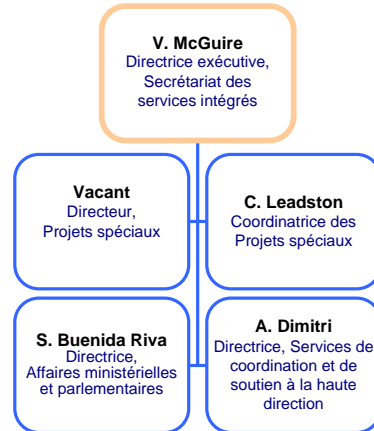 V. McGuire
Directrice exécutive,
Secrétariat des
services intégrés
Vacant
Directeur,
Projets spéciaux
C. Leadston
Coordinatrice des
Projets spéciaux
S. Buenida Riva
Directrice,
Affaires ministérielles
et parlementaires
A. Dimitri
Directrice, Services de
coordination et de
soutien à la haute
direction